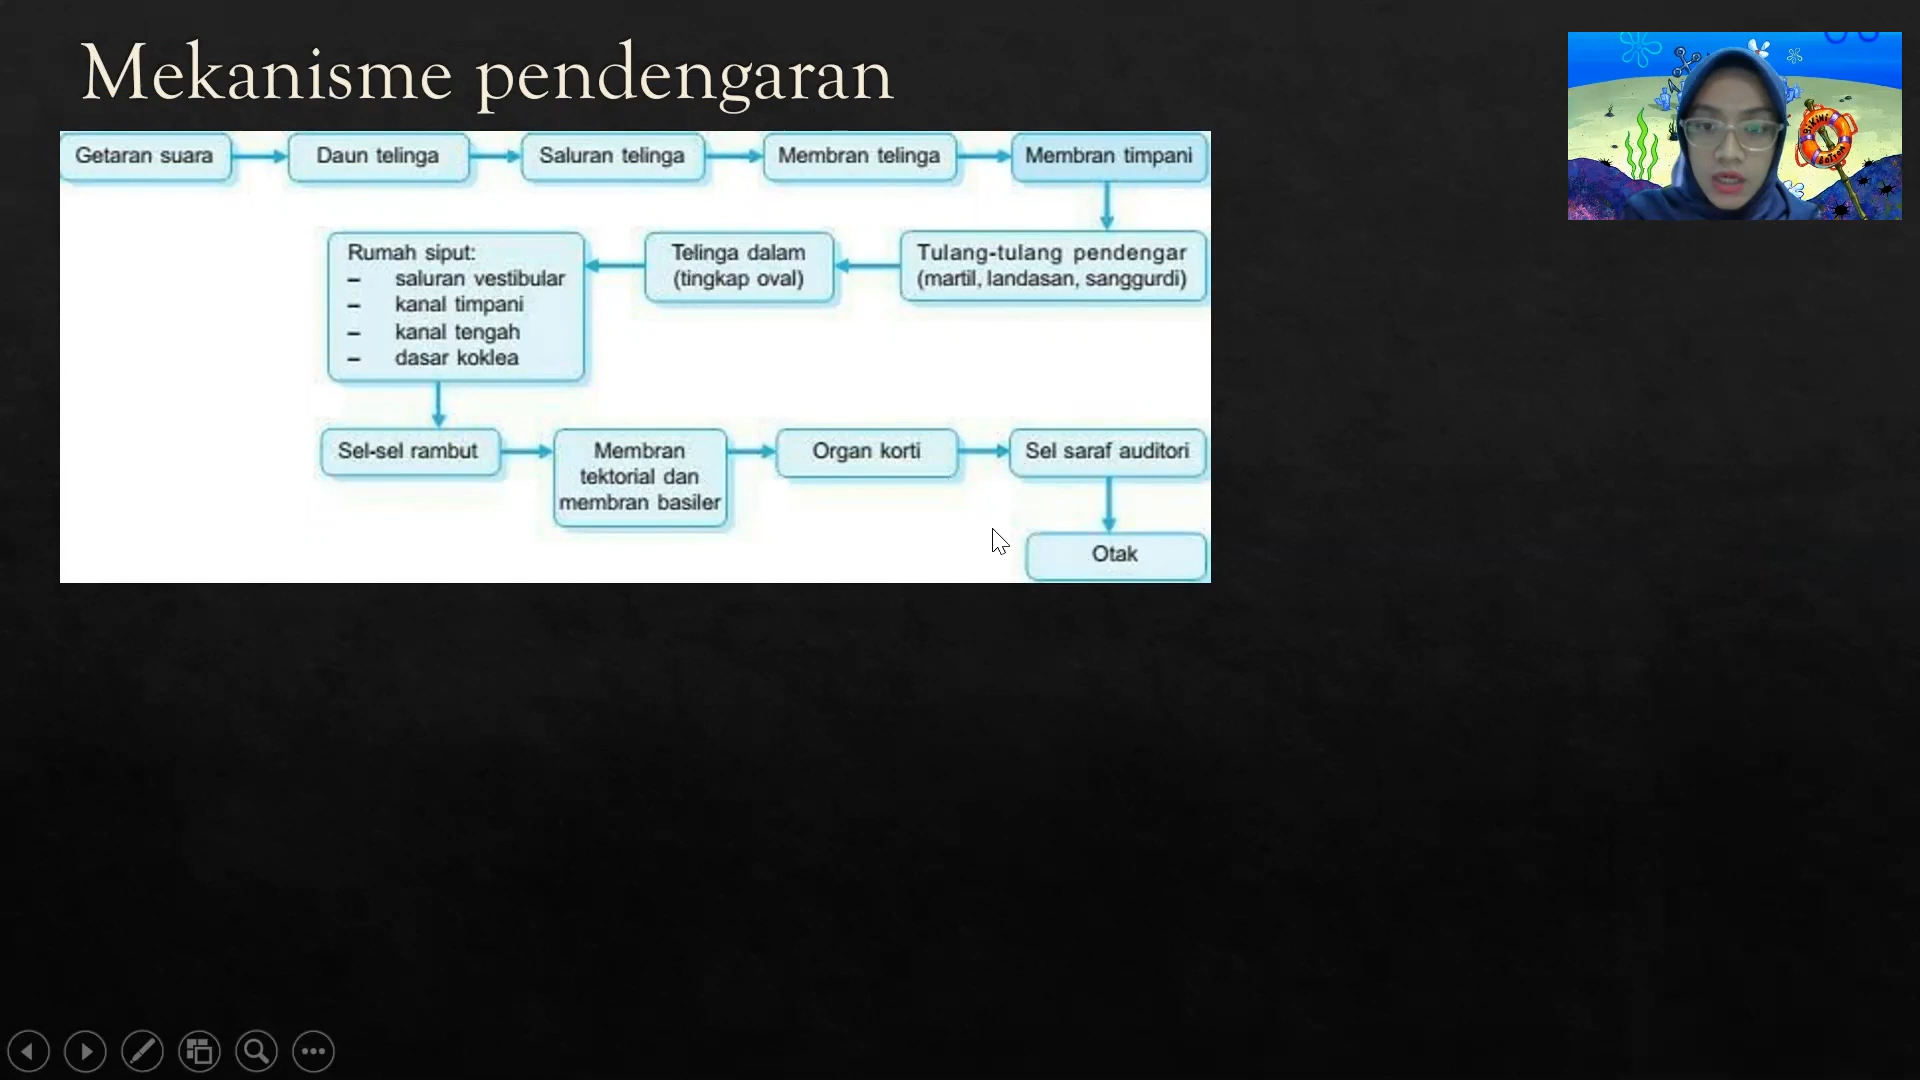 Mekanisme pendengaran
Getaran suara
Daun telinga
Saluran telinga
Membran telinga
Membran timpani
Tulang-tulang pendengar
(martil, landasan, sanggurdi)
Telinga dalam
(tingkap oval)
Rumah siput:
– saluran vestibular
– kanal timpani
– kanal tengah
– dasar koklea
Sel-sel rambut
Membran
tektorial dan
membran basiler
Organ korti
Sel saraf auditori
Otak
BIKINI
BOTTOM